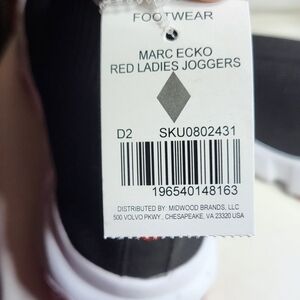 FOOTWEAR
MARC ECKO
RED LADIES JOGGERS
D2 SKU0802431
196540148163
DISTRIBUTED BY: MIDWOOD BRANDS, LLC
500 VOLVO PKWY., CHESAPEAKE, VA 23320 USA